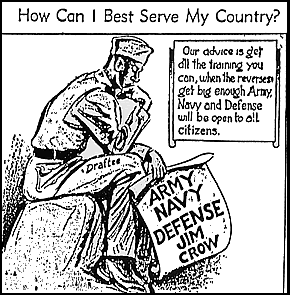 How Can I Best Serve My Country?
Our advice is get
all the training you
can, when the reverses
get big enough Army,
Navy and Defense
will be open to all
citizens.
Draftee
ARMY
NAVY
DEFENSE
JIM
CROW